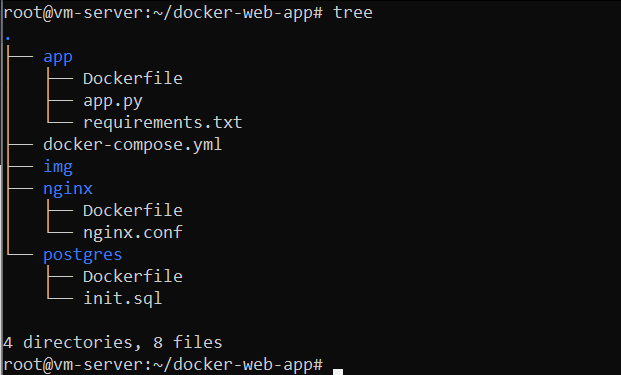 root@vm-server:~/docker-web-app# tree
.
├── app
│   ├── Dockerfile
│   ├── app.py
│   └── requirements.txt
├── docker-compose.yml
├── img
├── nginx
│   ├── Dockerfile
│   └── nginx.conf
└── postgres
    ├── Dockerfile
    └── init.sql
4 directories, 8 files
root@vm-server:~/docker-web-app#